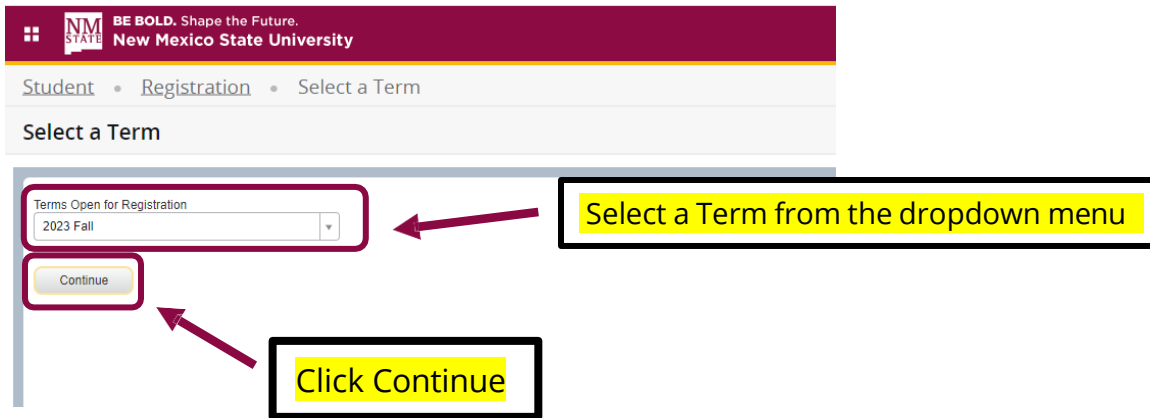 NM
STATE
BE BOLD. Shape the Future.
New Mexico State University
Student • Registration • Select a Term
Select a Term
Terms Open for Registration
2023 Fall
Select a Term from the dropdown menu
Continue
Click Continue